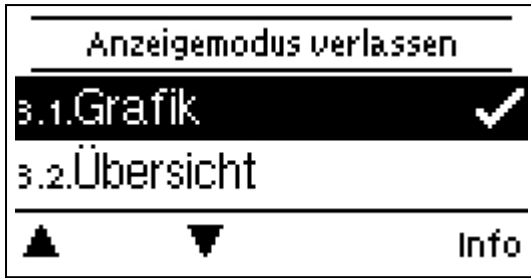 Anzeigemodus verlassen
3.1.Grafik
3.2.Übersicht
Info